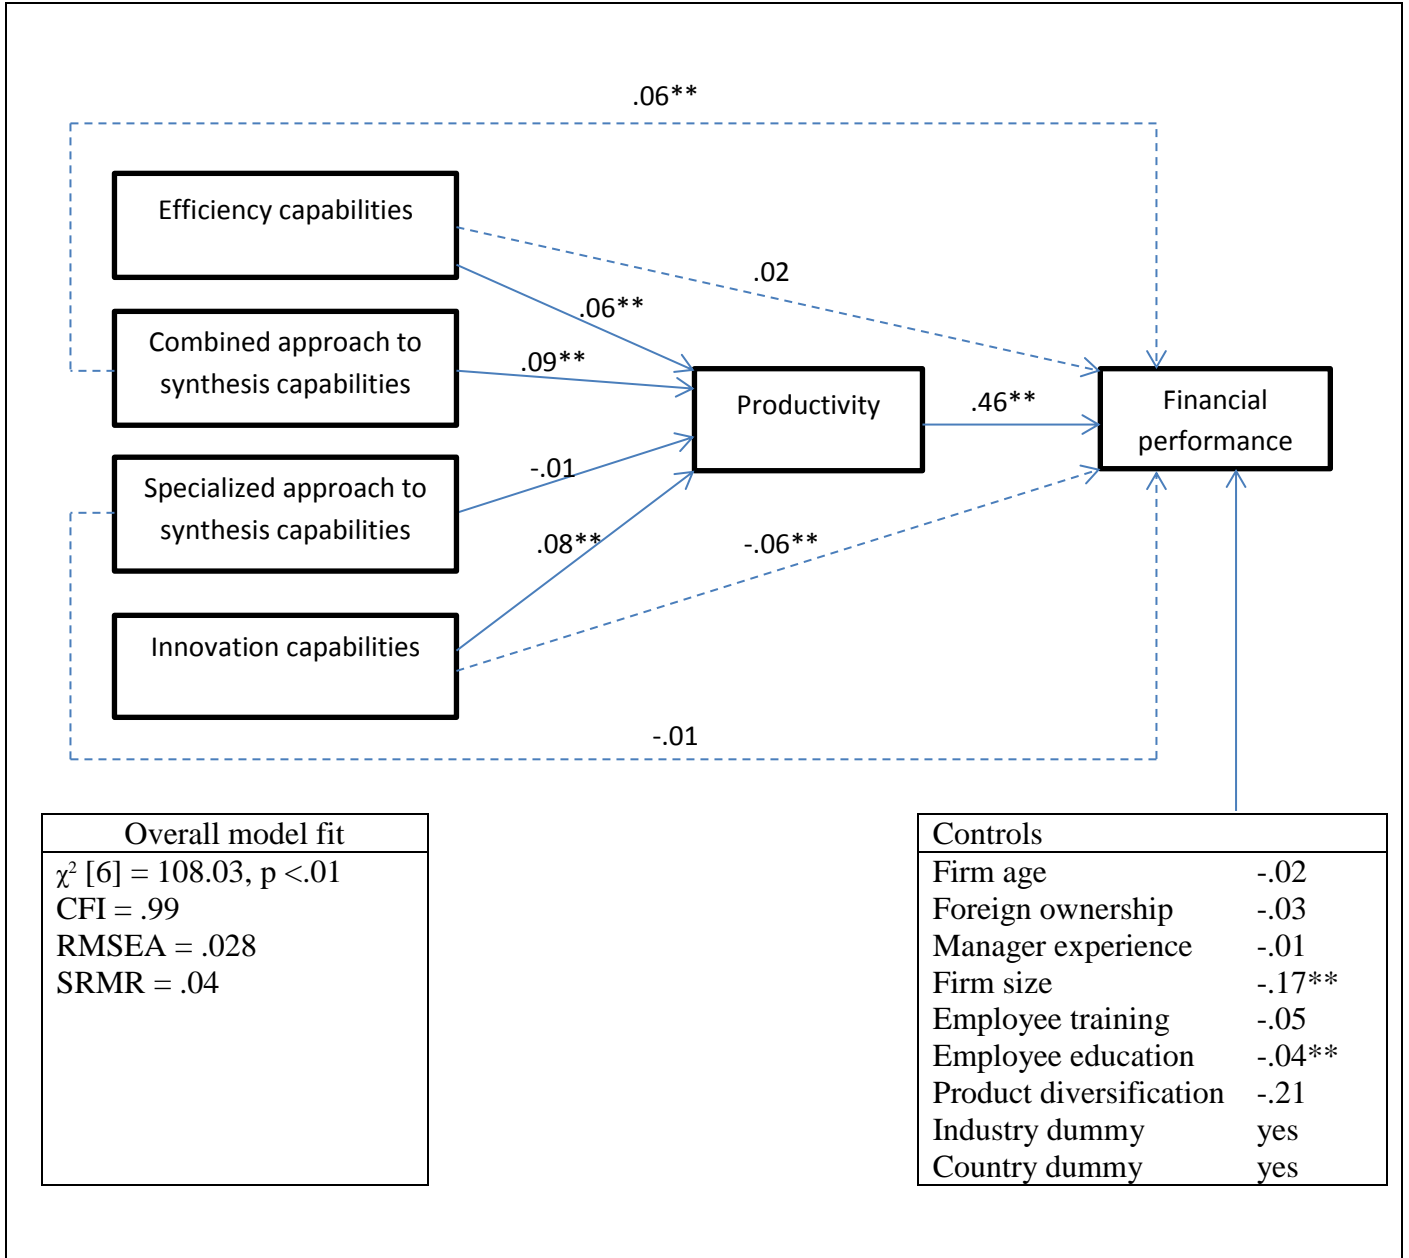 .06**
Efficiency capabilities
.02
.06**
Combined approach to
synthesis capabilities
.09**
Productivity
.46**
Financial
performance
Specialized approach to
synthesis capabilities
-.01
.08**
-.06**
Innovation capabilities
-.01
Overall model fit
χ² [6] = 108.03, p <.01
CFI = .99
RMSEA = .028
SRMR = .04
Controls
Firm age -.02
Foreign ownership -.03
Manager experience -.01
Firm size -.17**
Employee training -.05
Employee education -.04**
Product diversification -.21
Industry dummy yes
Country dummy yes